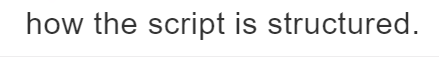 how the script is structured.